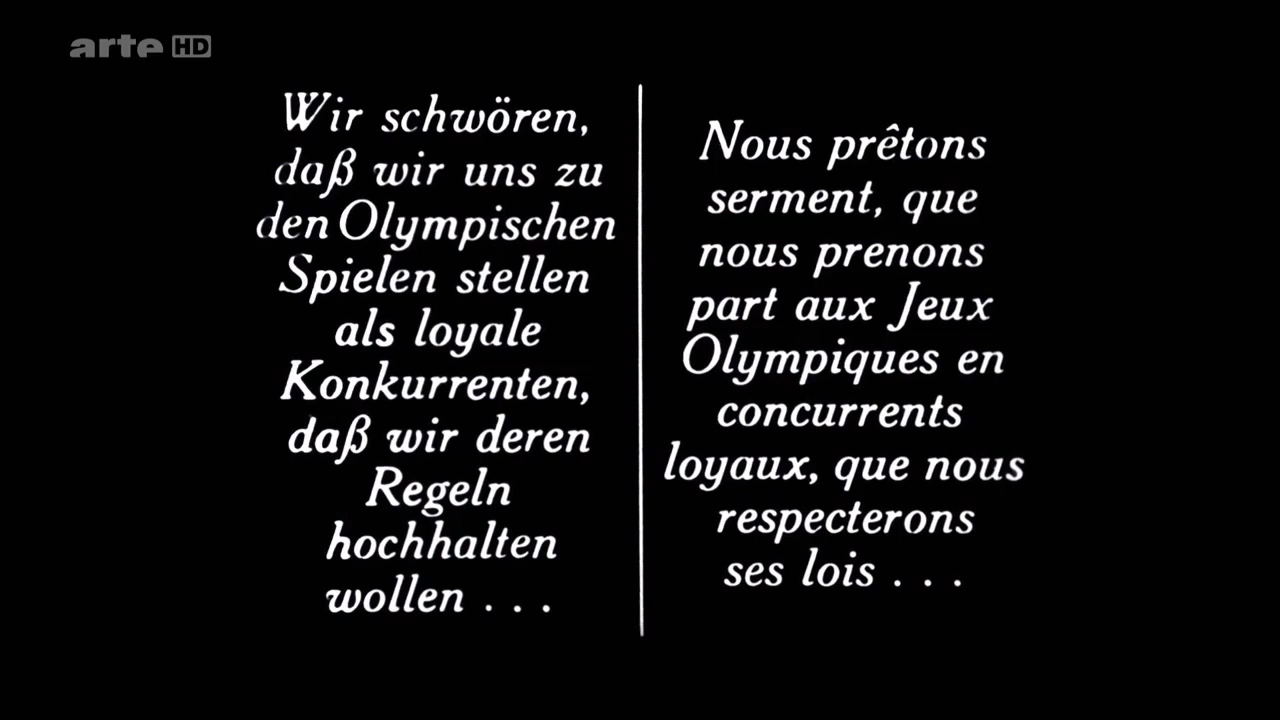 arte HD
Wir schwören,
daß wir uns zu
den Olympischen
Spielen stellen
als loyale
Konkurrenten,
daß wir deren
Regeln
hochhalten
wollen . . .
Nous prêtons
serment, que
nous prenons
part aux Jeux
Olympiques en
concurrents
loyaux, que nous
respecterons
ses lois . . .